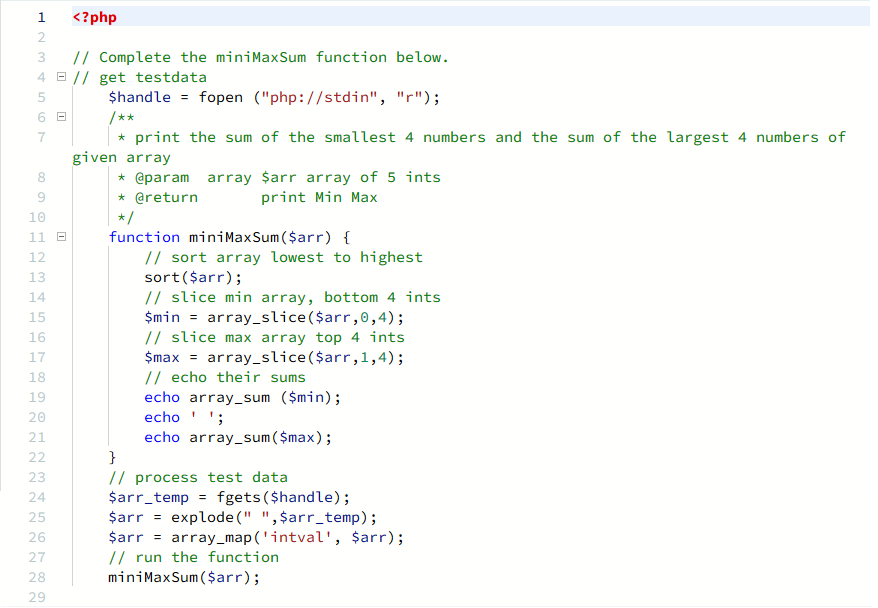 1 <?php
2
3 // Complete the miniMaxSum function below.
4 // get testdata
5 $handle = fopen ("php://stdin", "r");
6 /**
7 * print the sum of the smallest 4 numbers and the sum of the largest 4 numbers of
given array
8 * @param  array $arr array of 5 ints
9 * @return       print Min Max
10 */
11 function miniMaxSum($arr) {
12 // sort array lowest to highest
13 sort($arr);
14 // slice min array, bottom 4 ints
15 $min = array_slice($arr,0,4);
16 // slice max array top 4 ints
17 $max = array_slice($arr,1,4);
18 // echo their sums
19 echo array_sum ($min);
20 echo ' ';
21 echo array_sum($max);
22 }
23 // process test data
24 $arr_temp = fgets($handle);
25 $arr = explode(" ",$arr_temp);
26 $arr = array_map('intval', $arr);
27 // run the function
28 miniMaxSum($arr);
29